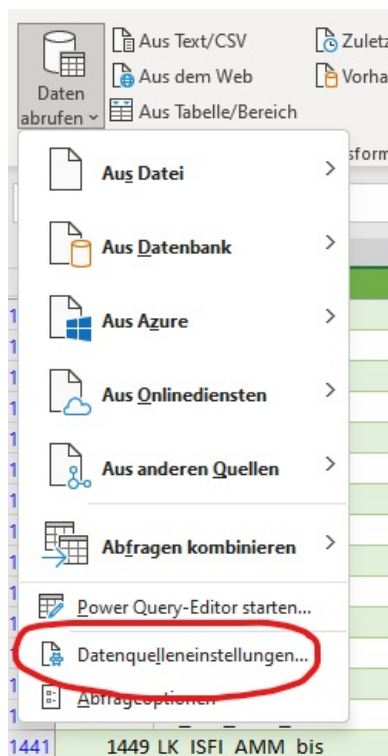 Daten
abrufen
Aus Text/CSV
Aus dem Web
Aus Tabelle/Bereich
Zuletz
Vorha
sform
Aus Datei
Aus Datenbank
Aus Azure
Aus Onlinediensten
Aus anderen Quellen
Abfragen kombinieren
Power Query-Editor starten...
Datenquelleneinstellungen...
Abfrageoptionen
1441 1449 LK ISFI AMM bis